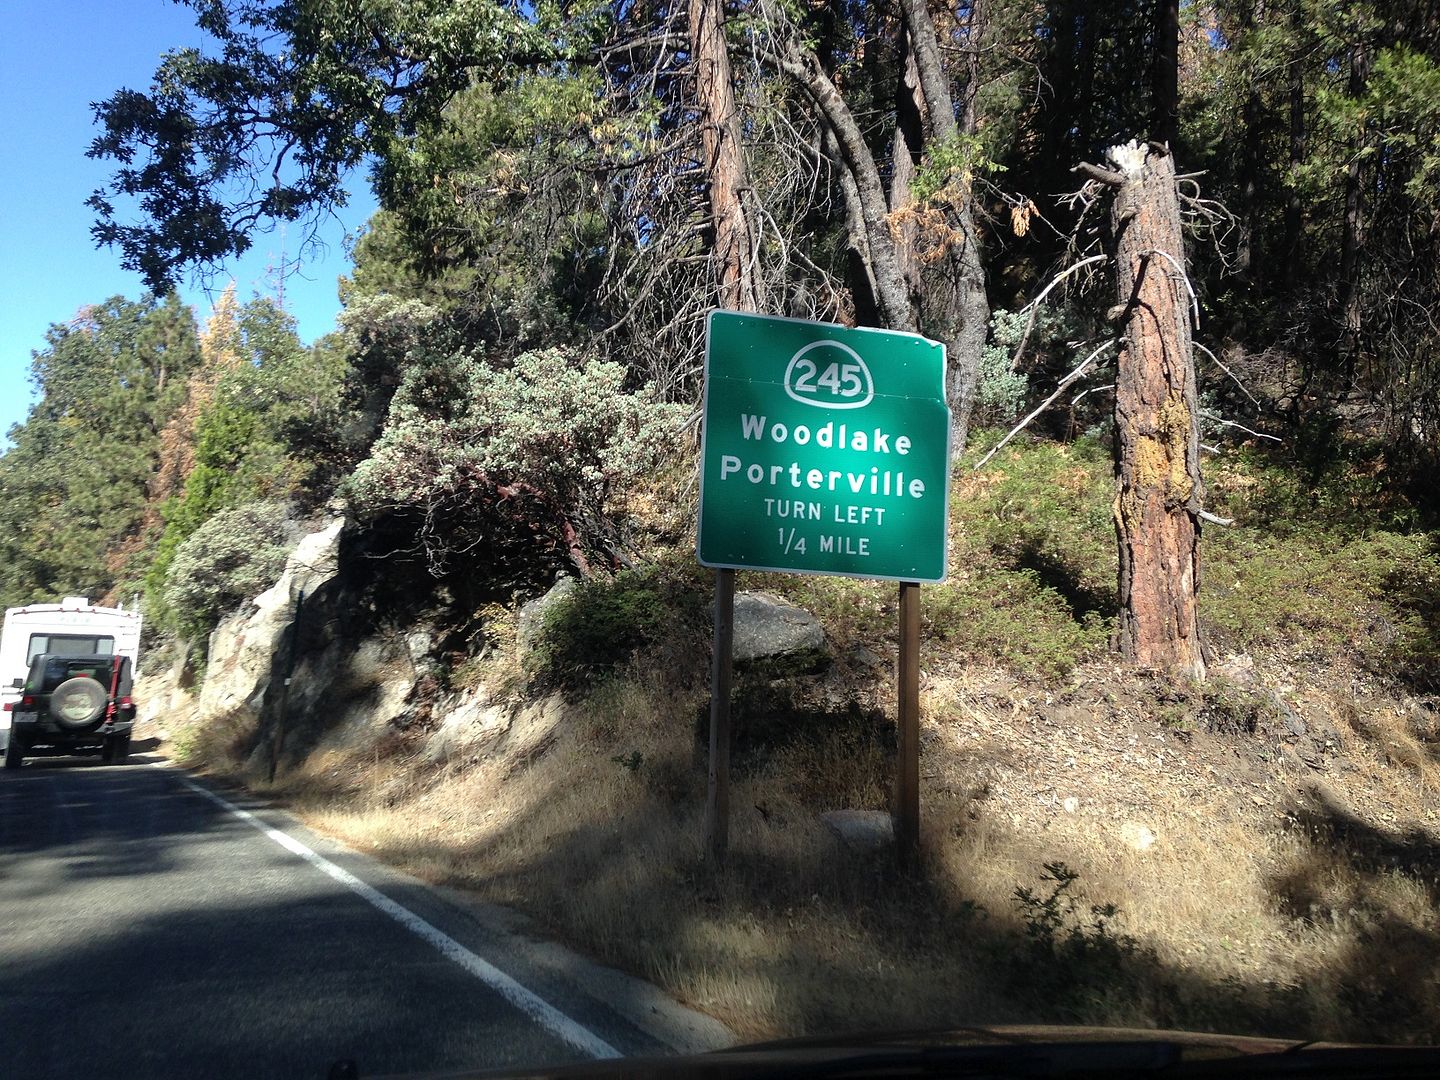 245
Woodlake
Porterville
TURN LEFT
1/4 MILE